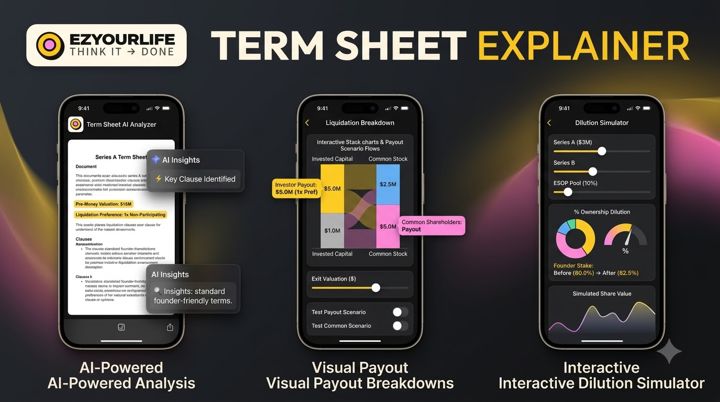 EZYOURLIFE
THINK IT → DONE
TERM SHEET EXPLAINER
9:41
Term Sheet AI Analyzer
Series A Term Sheet
Document
Pre-Money Valuation: $15M
Liquidation Preference: 1x Non-Participating
Clauses
AI Insights
Key Clause Identified
AI Insights
Insights: standard
founder-friendly terms.
AI-Powered
AI-Powered Analysis
9:41
Liquidation Breakdown
Interactive Stack charts & Payout
Scenario Flows
Invested Capital
Common Stock
Investor Payout:
$5.0M (1x Pref)
$5.0M
$2.5M
$1.0M
$5.0M
Common Shareholders:
Payout
Invested Capital
Common Stock
Exit Valuation ($)
Test Payout Scenario
Test Common Scenario
Visual Payout
Visual Payout Breakdowns
9:41
Dilution Simulator
Series A ($3M)
Series B
ESOP Pool (10%)
% Ownership Dilution
%
Founder Stake:
Before (80.0%) → After (82.5%)
Simulated Share Value
Interactive
Interactive Dilution Simulator